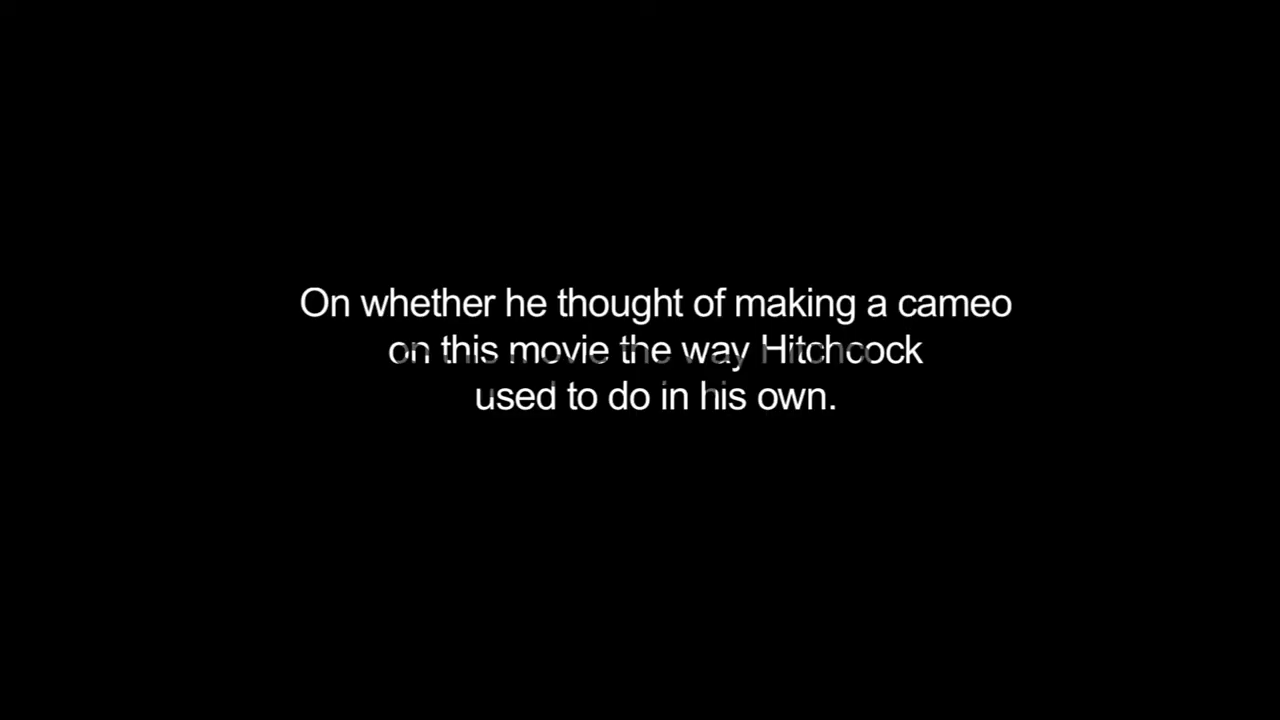 On whether he thought of making a cameo
on this movie the way Hitchcock
used to do in his own.